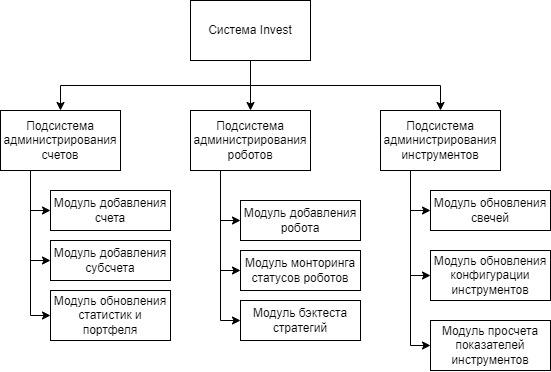 Система Invest
Подсистема
администрирования
счетов
Подсистема
администрирования
роботов
Подсистема
администрирования
инструментов
Модуль добавления
счета
Модуль добавления
субсчета
Модуль обновления
статистик и
портфеля
Модуль добавления
робота
Модуль монторинга
статусов роботов
Модуль бэктеста
стратегий
Модуль обновления
свечей
Модуль обновления
конфигурации
инструментов
Модуль просчета
показателей
инструментов